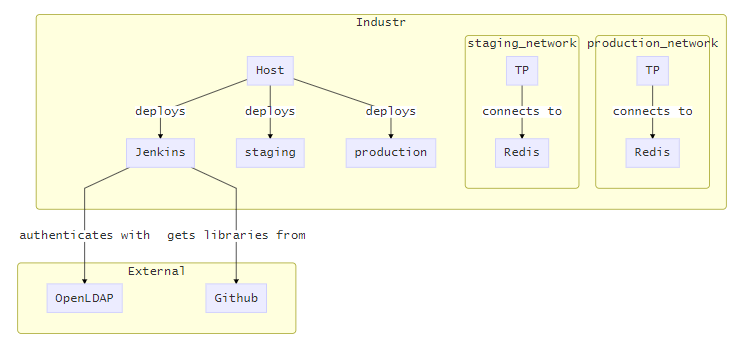 Industr
staging_network
production_network
Host
TP
TP
deploys
deploys
deploys
connects to
connects to
Jenkins
staging
production
Redis
Redis
authenticates with
gets libraries from
External
OpenLDAP
Github